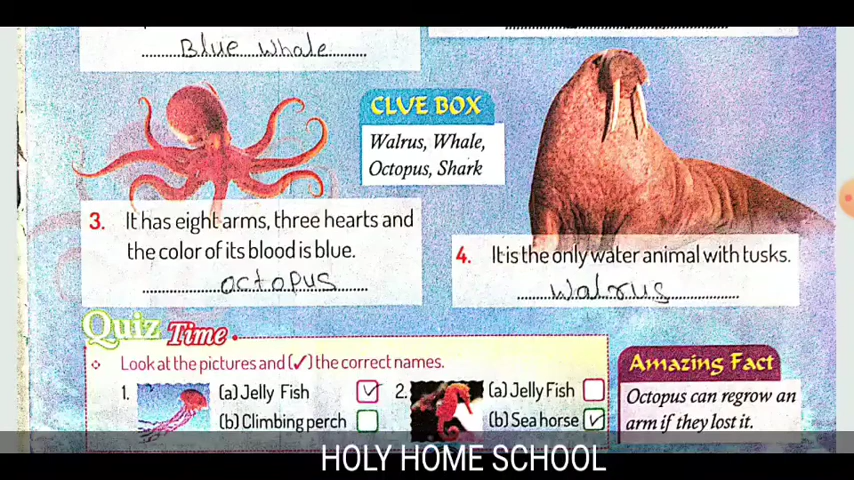 Blue Whale
CLUE BOX
Walrus, Whale,
Octopus, Shark
3. It has eight arms, three hearts and
the color of its blood is blue.
octopus
4. It is the only water animal with tusks.
Walrus
Quiz Time
Look at the pictures and (✓) the correct names.
1. (a) Jelly Fish
(b) Climbing perch
2. (a) Jelly Fish
(b) Sea horse
Amazing Fact
Octopus can regrow an
arm if they lost it.
HOLY HOME SCHOOL